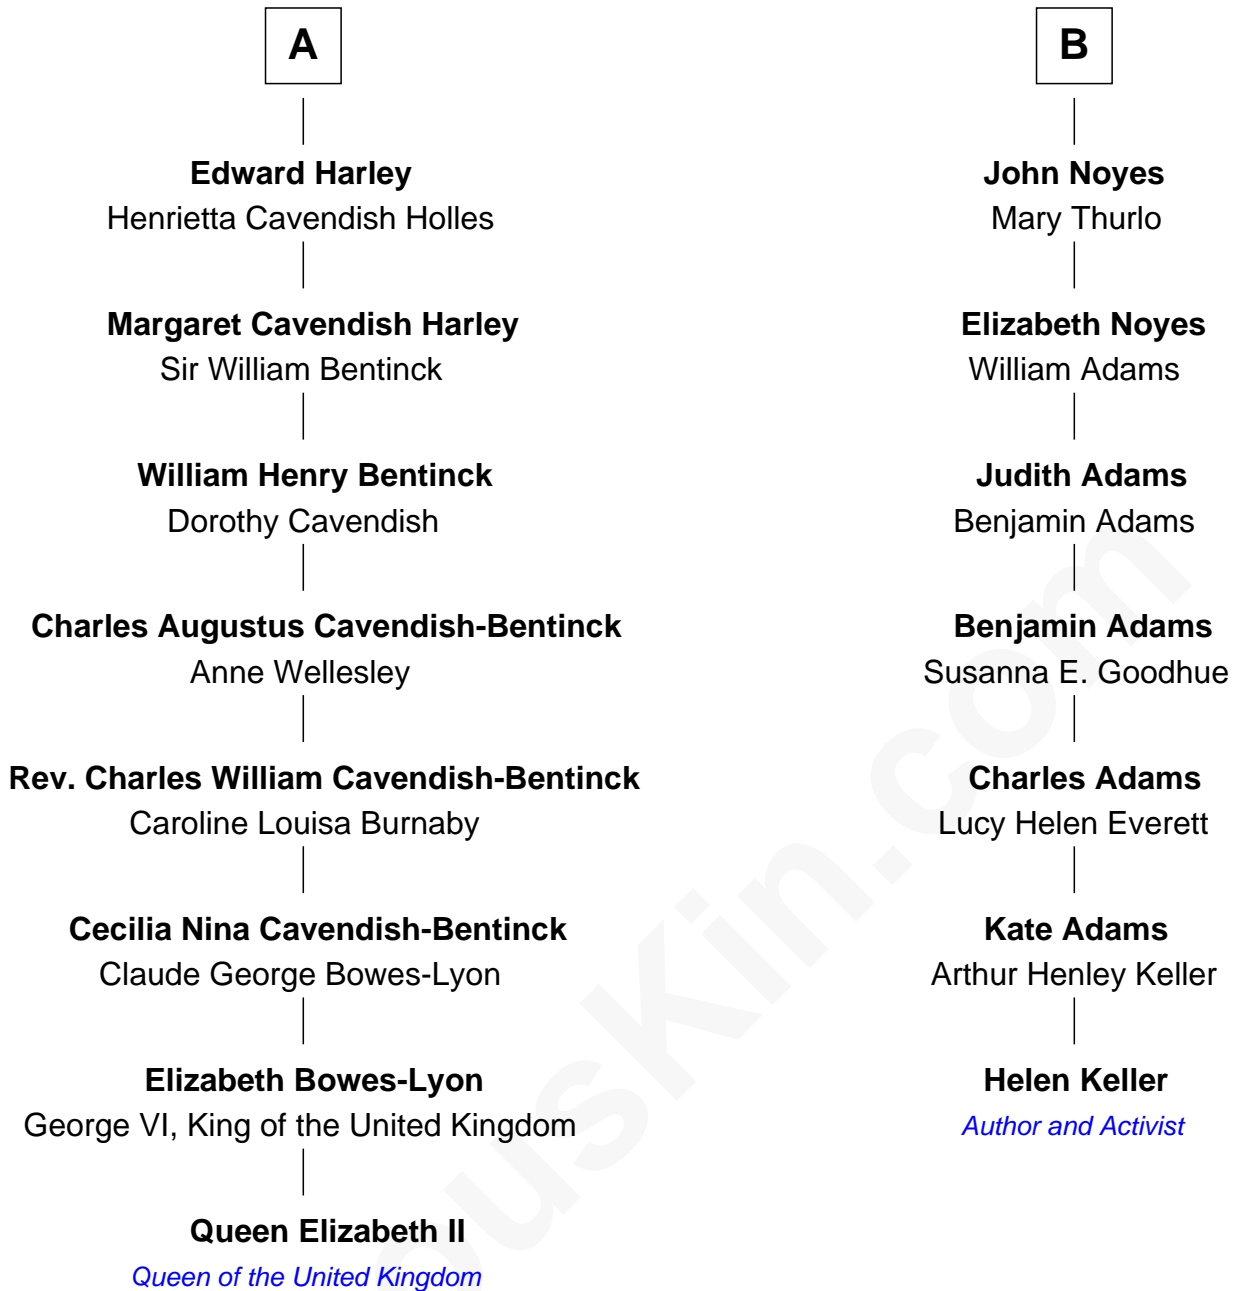 A
Edward Harley
Henrietta Cavendish Holles
Margaret Cavendish Harley
Sir William Bentinck
William Henry Bentinck
Dorothy Cavendish
Charles Augustus Cavendish-Bentinck
Anne Wellesley
Rev. Charles William Cavendish-Bentinck
Caroline Louisa Burnaby
Cecilia Nina Cavendish-Bentinck
Claude George Bowes-Lyon
Elizabeth Bowes-Lyon
George VI, King of the United Kingdom
Queen Elizabeth II
Queen of the United Kingdom
B
John Noyes
Mary Thurlo
Elizabeth Noyes
William Adams
Judith Adams
Benjamin Adams
Benjamin Adams
Susanna E. Goodhue
Charles Adams
Lucy Helen Everett
Kate Adams
Arthur Henley Keller
Helen Keller
Author and Activist
ousKin.com